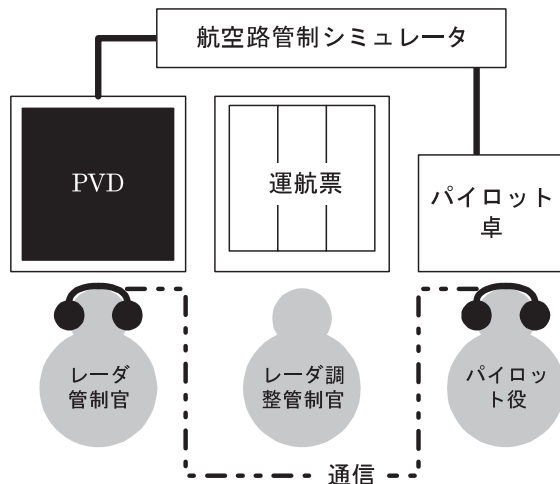 航空路管制シミュレータ
PVD
運航票
パイロット
卓
レーダ
管制官
レーダ調
整管制官
パイロッ
ト役
通信